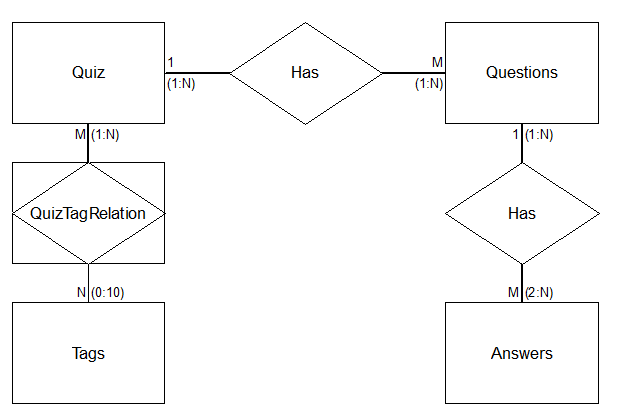 Quiz
1
(1:N)
Has
M
(1:N)
Questions
M (1:N)
1 (1:N)
QuizTagRelation
Has
N (0:10)
M (2:N)
Tags
Answers